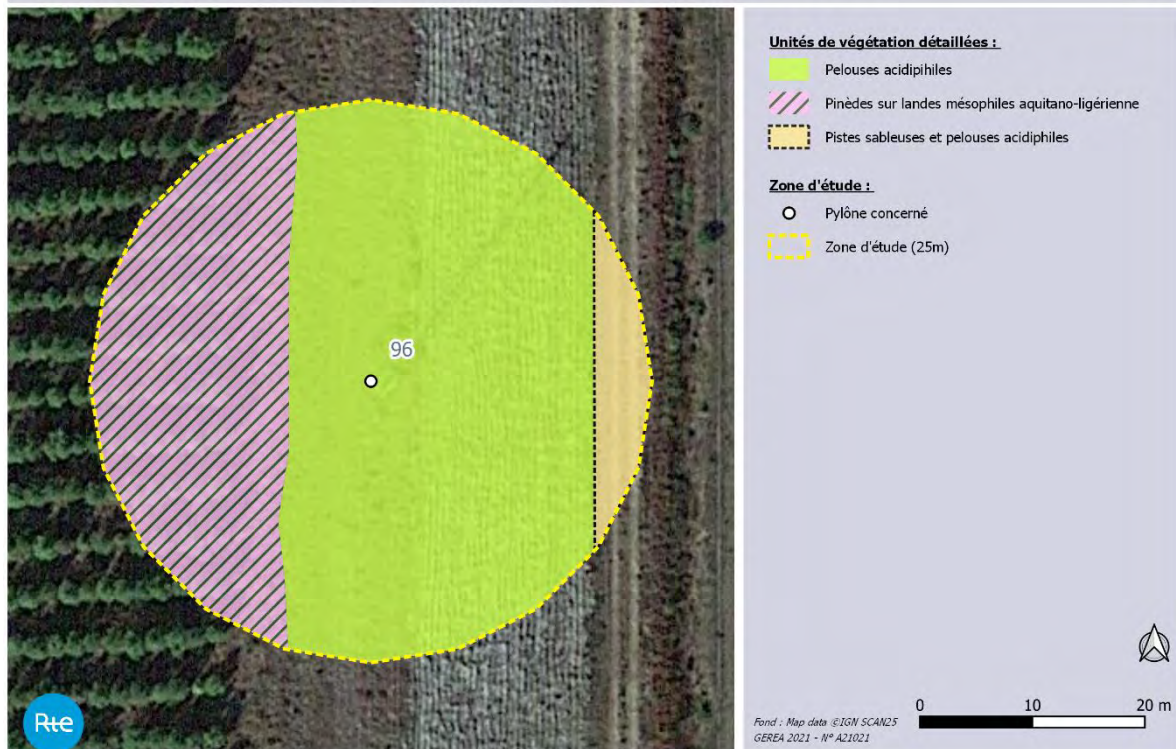 Unités de végétation détaillées :
Pelouses acidipihiles
Pinèdes sur landes mésophiles aquitano-ligérienne
Pistes sableuses et pelouses acidiphiles
Zone d'étude :
Pylône concerné
Zone d'étude (25m)
96
Rte
0 10 20 m
Fond : Map data ©IGN SCAN25
GEREA 2021 - N° A21021